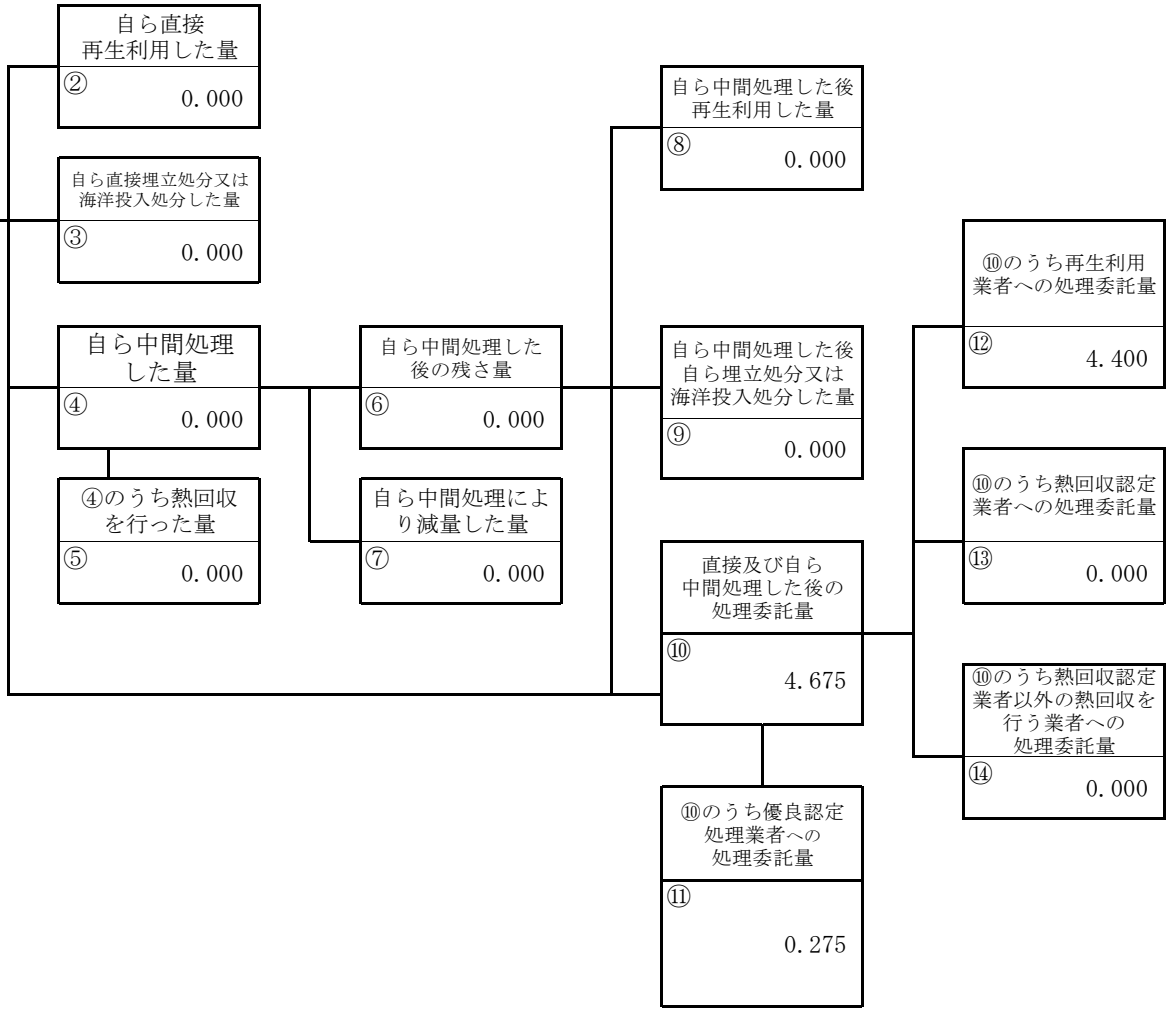 自ら直接
再生利用した量
②
0.000
自ら直接埋立処分又は
海洋投入処分した量
③
0.000
自ら中間処理
した量
④
0.000
④のうち熱回収
を行った量
⑤
0.000
自ら中間処理した
後の残さ量
⑥
0.000
自ら中間処理によ
り減量した量
⑦
0.000
自ら中間処理した後
再生利用した量
⑧
0.000
自ら中間処理した後
自ら埋立処分又は
海洋投入処分した量
⑨
0.000
直接及び自ら
中間処理した後の
処理委託量
⑩
4.675
⑩のうち優良認定
処理業者への
処理委託量
⑪
0.275
⑩のうち再生利用
業者への処理委託量
⑫
4.400
⑩のうち熱回収認定
業者への処理委託量
⑬
0.000
⑩のうち熱回収認定
業者以外の熱回収を
行う業者への
処理委託量
⑭
0.000